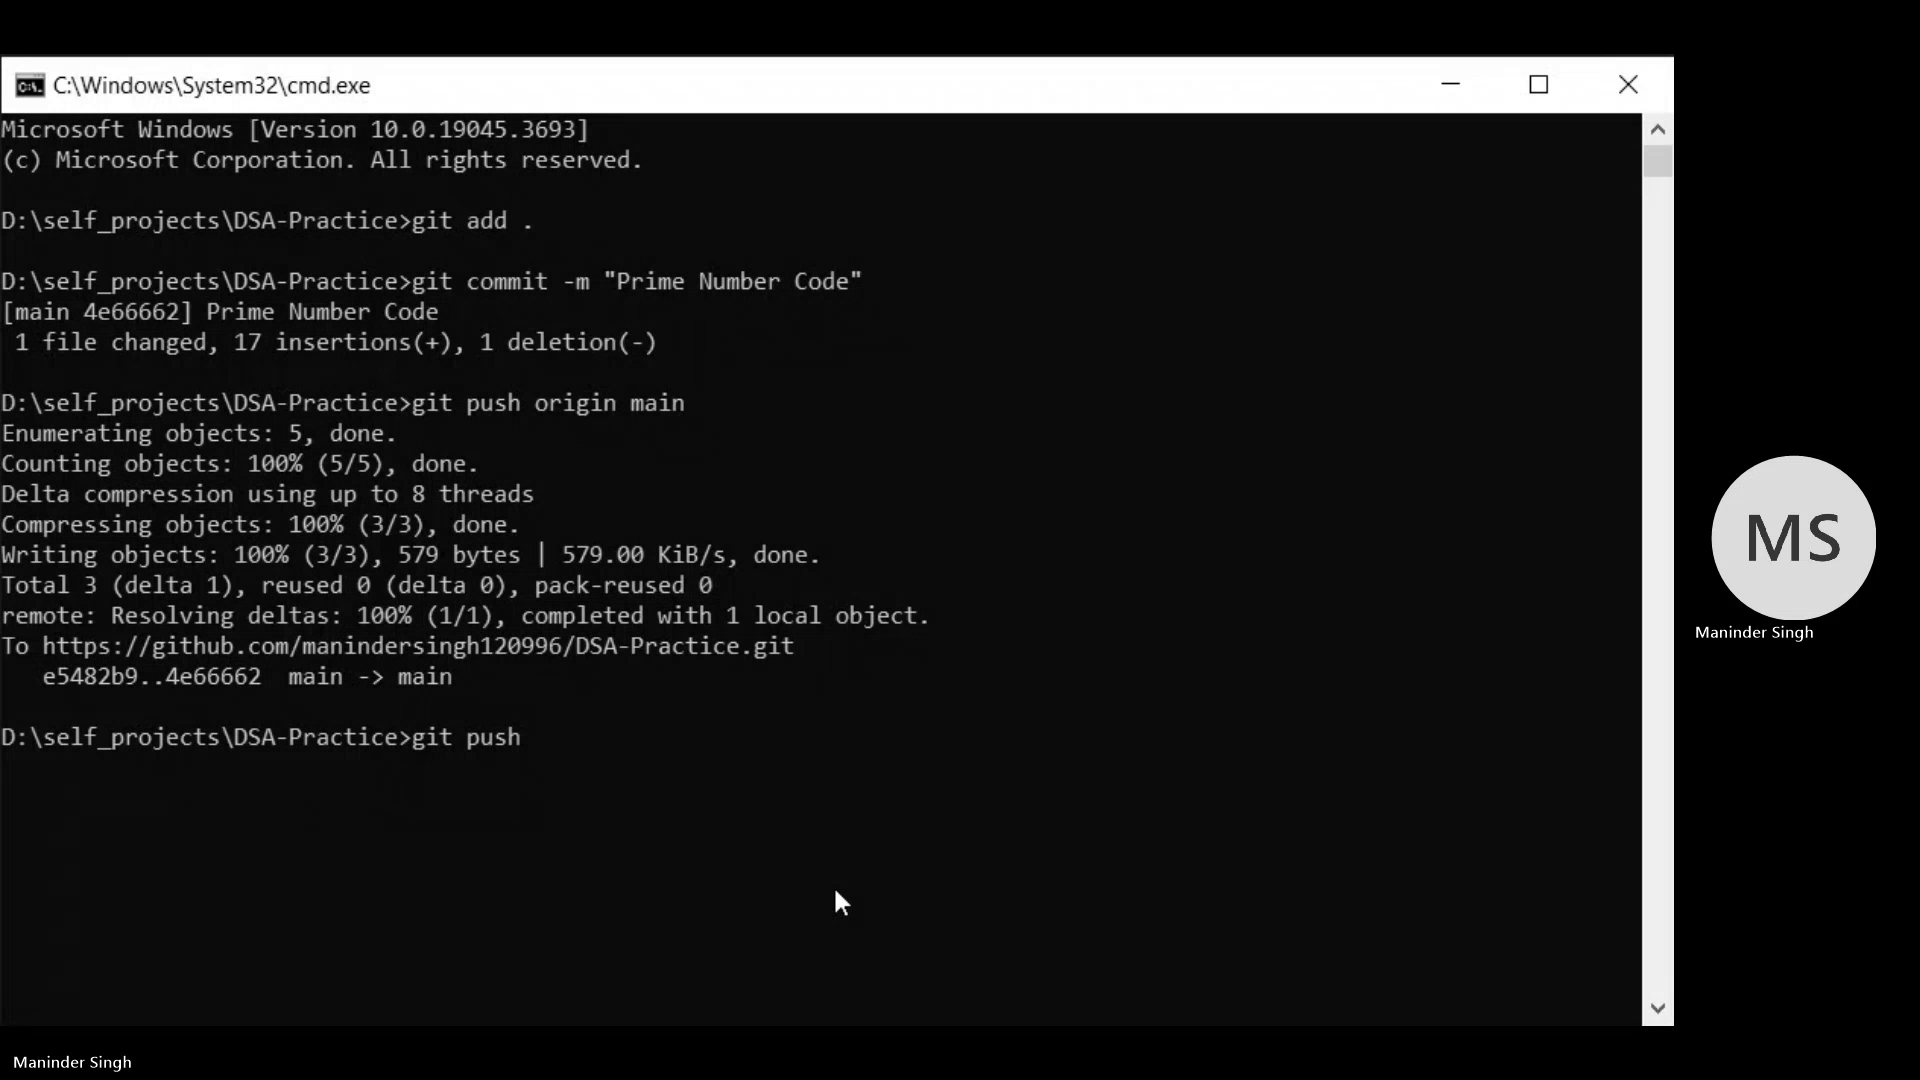 C:\Windows\System32\cmd.exe
Microsoft Windows [Version 10.0.19045.3693]
(c) Microsoft Corporation. All rights reserved.
D:\self_projects\DSA-Practice>git add .
D:\self_projects\DSA-Practice>git commit -m "Prime Number Code"
[main 4e66662] Prime Number Code
1 file changed, 17 insertions(+), 1 deletion(-)
D:\self_projects\DSA-Practice>git push origin main
Enumerating objects: 5, done.
Counting objects: 100% (5/5), done.
Delta compression using up to 8 threads
Compressing objects: 100% (3/3), done.
Writing objects: 100% (3/3), 579 bytes | 579.00 KiB/s, done.
Total 3 (delta 1), reused 0 (delta 0), pack-reused 0
remote: Resolving deltas: 100% (1/1), completed with 1 local object.
To https://github.com/manindersingh120996/DSA-Practice.git
e5482b9..4e66662  main -> main
D:\self_projects\DSA-Practice>git push
MS
Maninder Singh
Maninder Singh